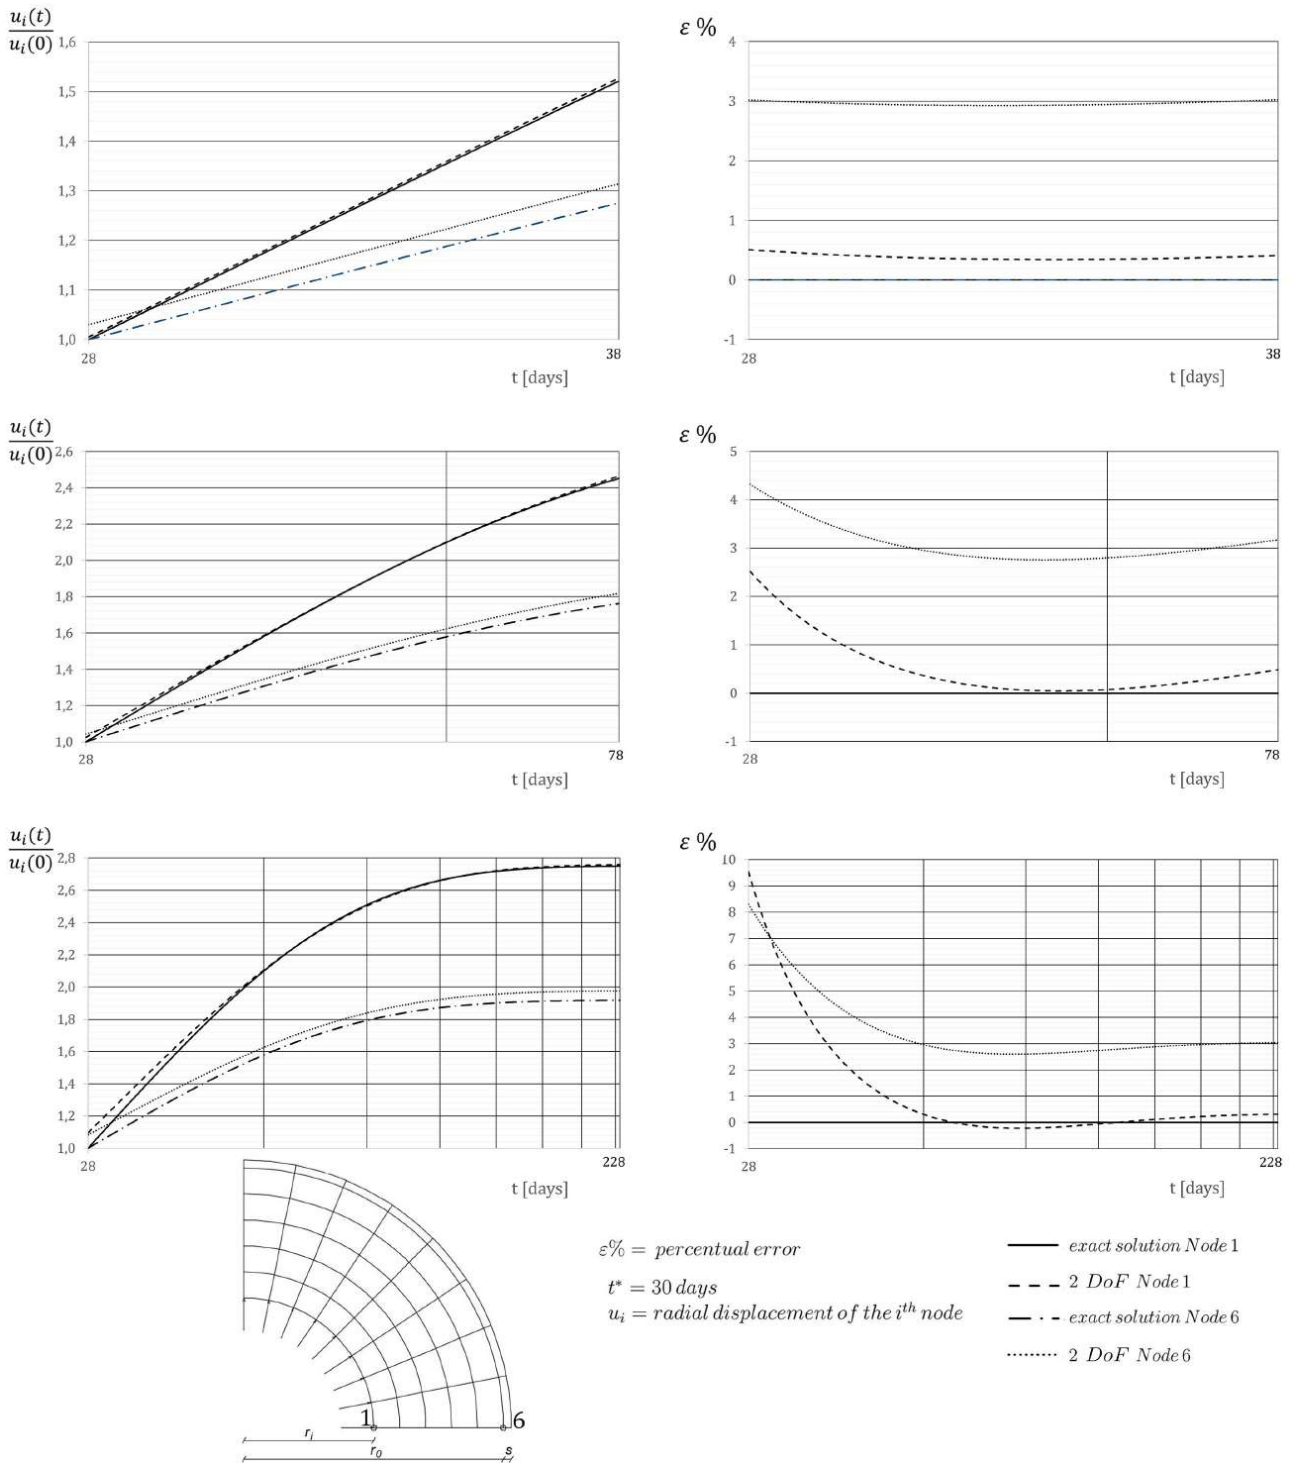 u_i(t)
u_i(0)
1,6
1,5
1,4
1,3
1,2
1,1
1,0
28
38
t [days]
ε %
4
3
2
1
0
-1
28
38
t [days]
u_i(t)
u_i(0)
2,6
2,4
2,2
2,0
1,8
1,6
1,4
1,2
1,0
28
78
t [days]
ε %
5
4
3
2
1
0
-1
28
78
t [days]
u_i(t)
u_i(0)
2,8
2,6
2,4
2,2
2,0
1,8
1,6
1,4
1,2
1,0
28
228
t [days]
ε %
10
9
8
7
6
5
4
3
2
1
0
-1
28
228
t [days]
1
6
r_i
r_0
s
ε% = percentual error
t* = 30 days
u_i = radial displacement of the i^th node
exact solution Node 1
2 DoF Node 1
exact solution Node 6
2 DoF Node 6